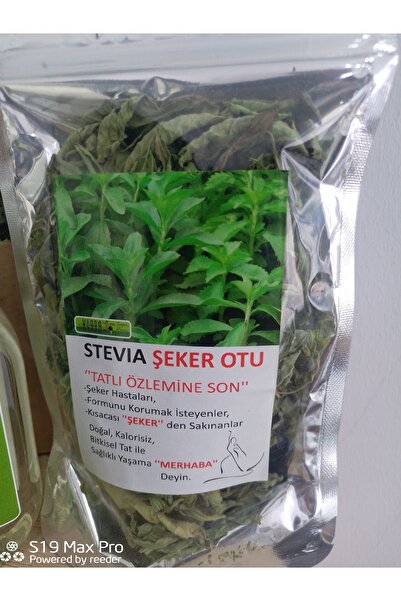 STEVIA ŞEKER OTU
"TATLI ÖZLEMİNE SON"
-Şeker Hastaları,
-Formunu Korumak İsteyenler,
-Kısacası "ŞEKER" den Sakınanlar
Doğal, Kalorisiz,
Bitkisel Tat ile
Sağlıklı Yaşama "MERHABA"
Deyin.
S19 Max Pro
Powered by reeder